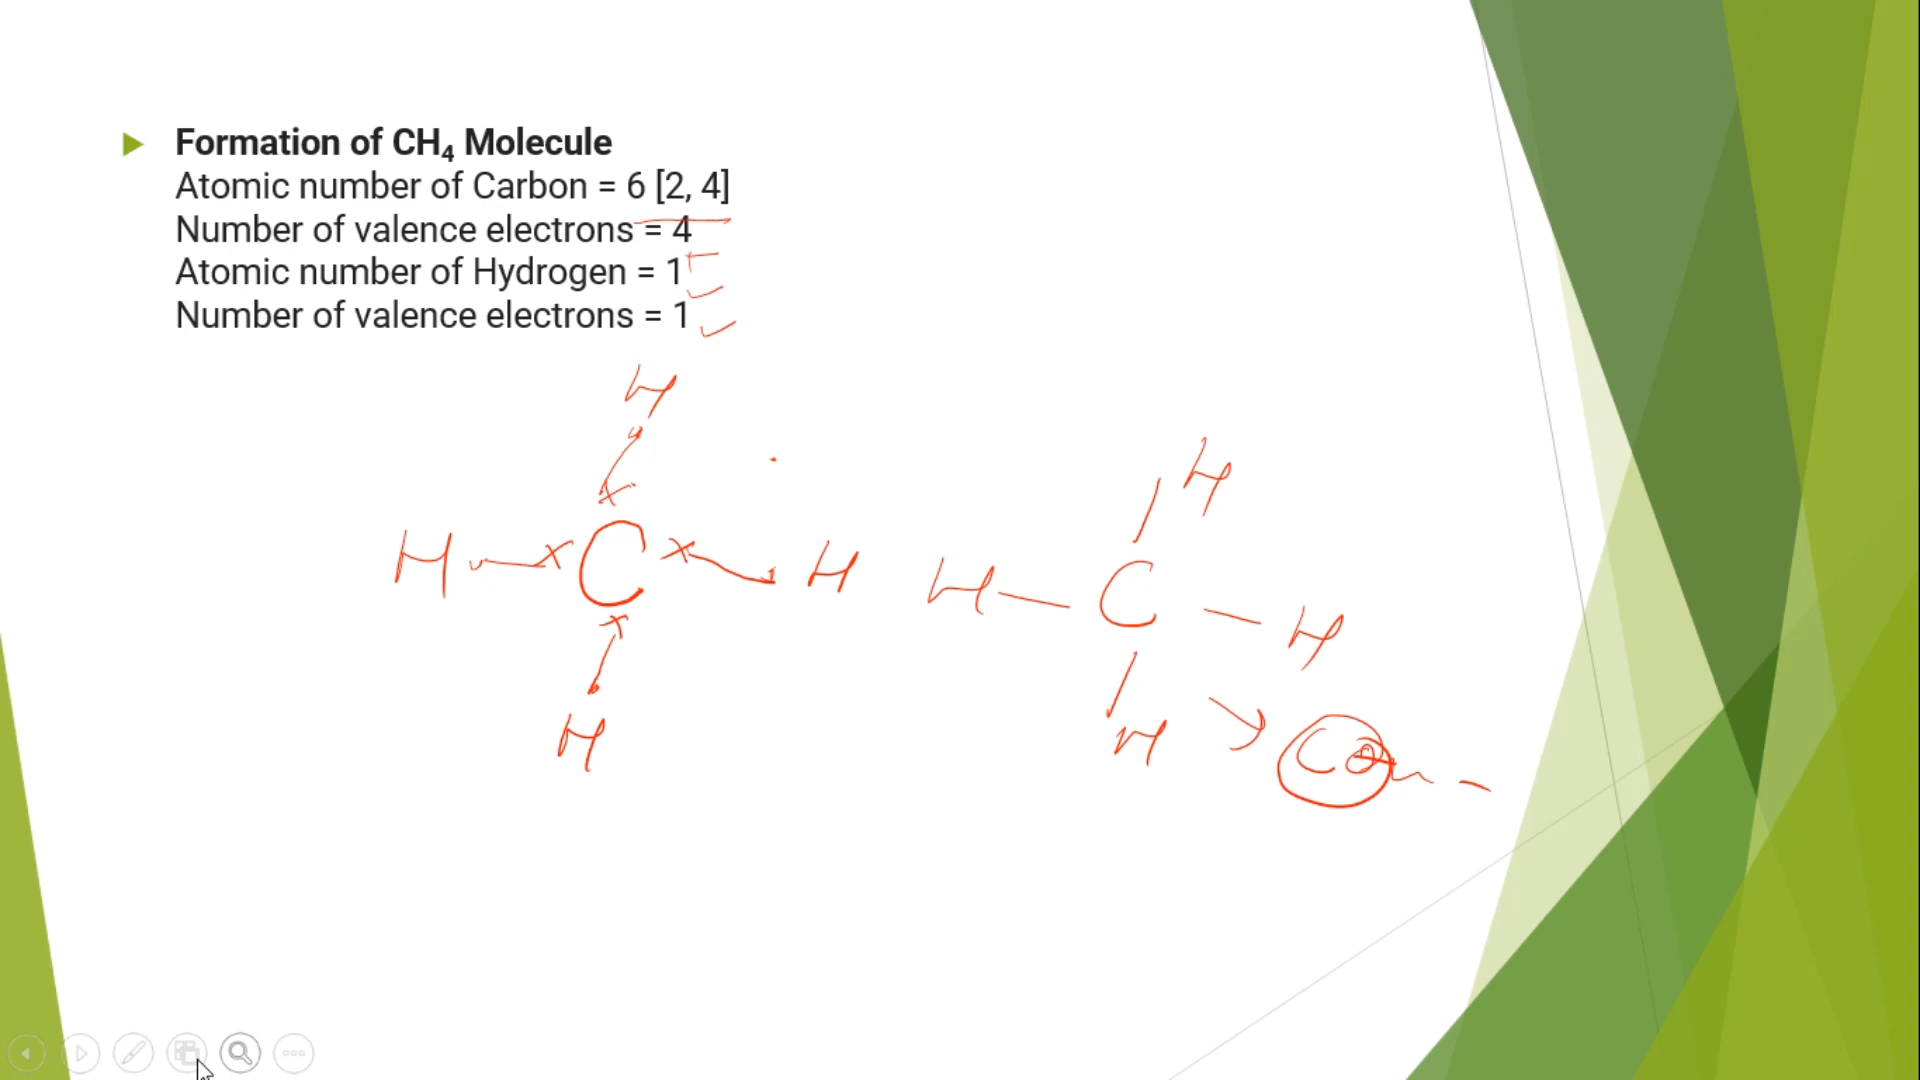 Formation of CH₄ Molecule
Atomic number of Carbon = 6 [2, 4]
Number of valence electrons = 4
Atomic number of Hydrogen = 1
Number of valence electrons = 1
H
H C H
H
H
H — C — H
H